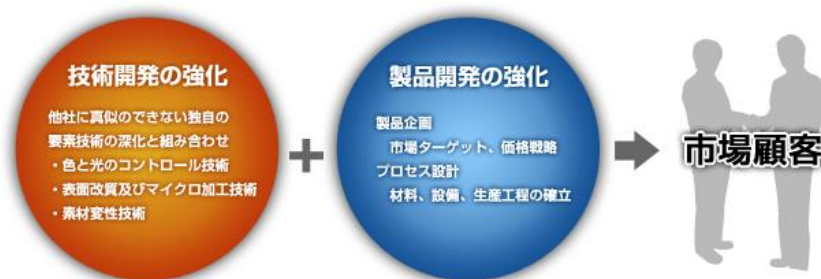 技術開発の強化
他社に真似のできない独自の
要素技術の深化と組み合わせ
・色と光のコントロール技術
・表面改質及びマイクロ加工技術
・素材変性技術
+
製品開発の強化
製品企画
市場ターゲット、価格戦略
プロセス設計
材料、設備、生産工程の確立
市場顧客